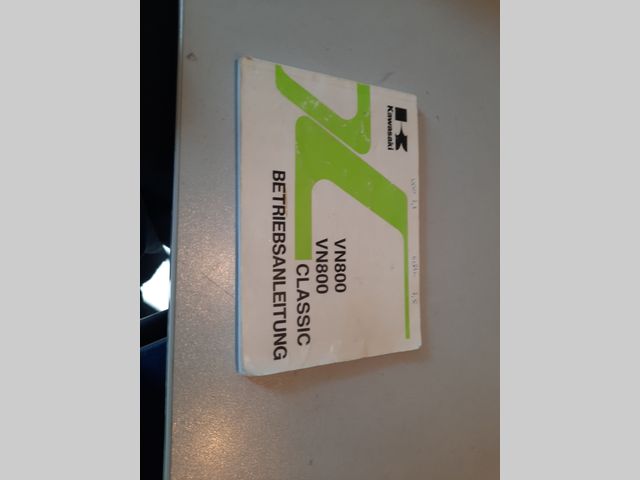 Kawasaki
VN800
VN800 CLASSIC
BETRIEBSANLEITUNG